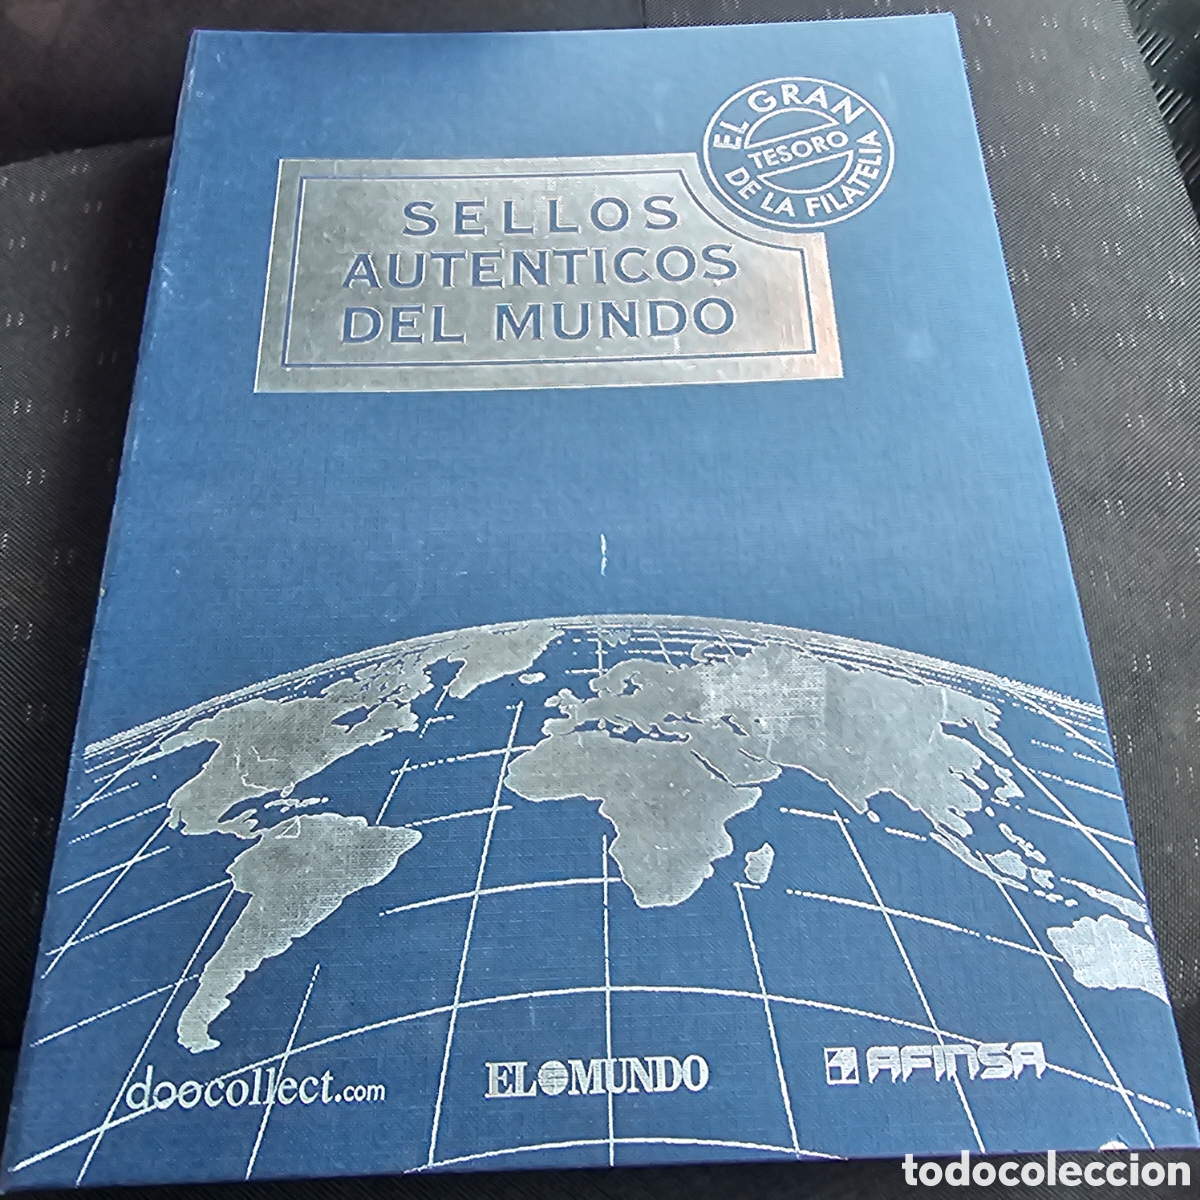 EL GRAN
TESORO
DE LA FILATELIA
SELLOS
AUTENTICOS
DEL MUNDO
doocollect.com
EL MUNDO
AFINSA
todocoleccion